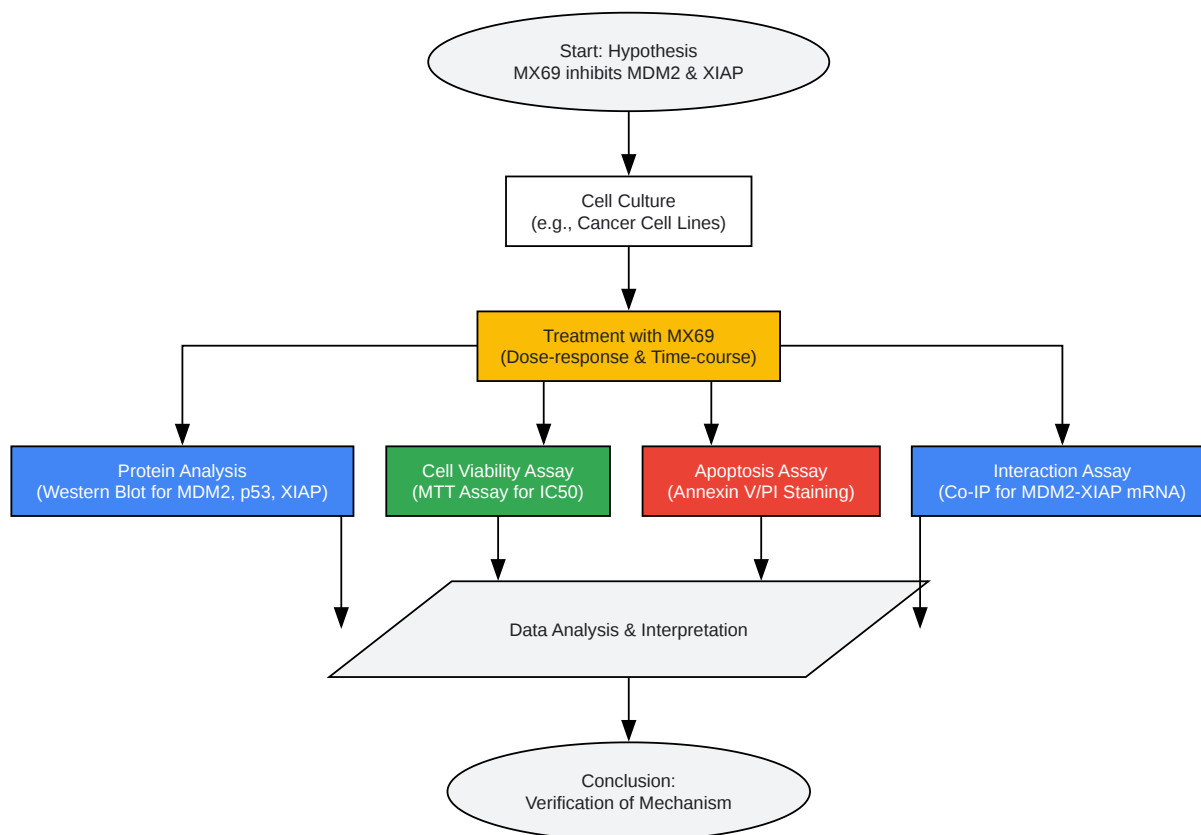 Start: Hypothesis
MX69 inhibits MDM2 & XIAP
Cell Culture
(e.g., Cancer Cell Lines)
Treatment with MX69
(Dose-response & Time-course)
Protein Analysis
(Western Blot for MDM2, p53, XIAP)
Cell Viability Assay
(MTT Assay for IC50)
Apoptosis Assay
(Annexin V/PI Staining)
Interaction Assay
(Co-IP for MDM2-XIAP mRNA)
Data Analysis & Interpretation
Conclusion:
Verification of Mechanism